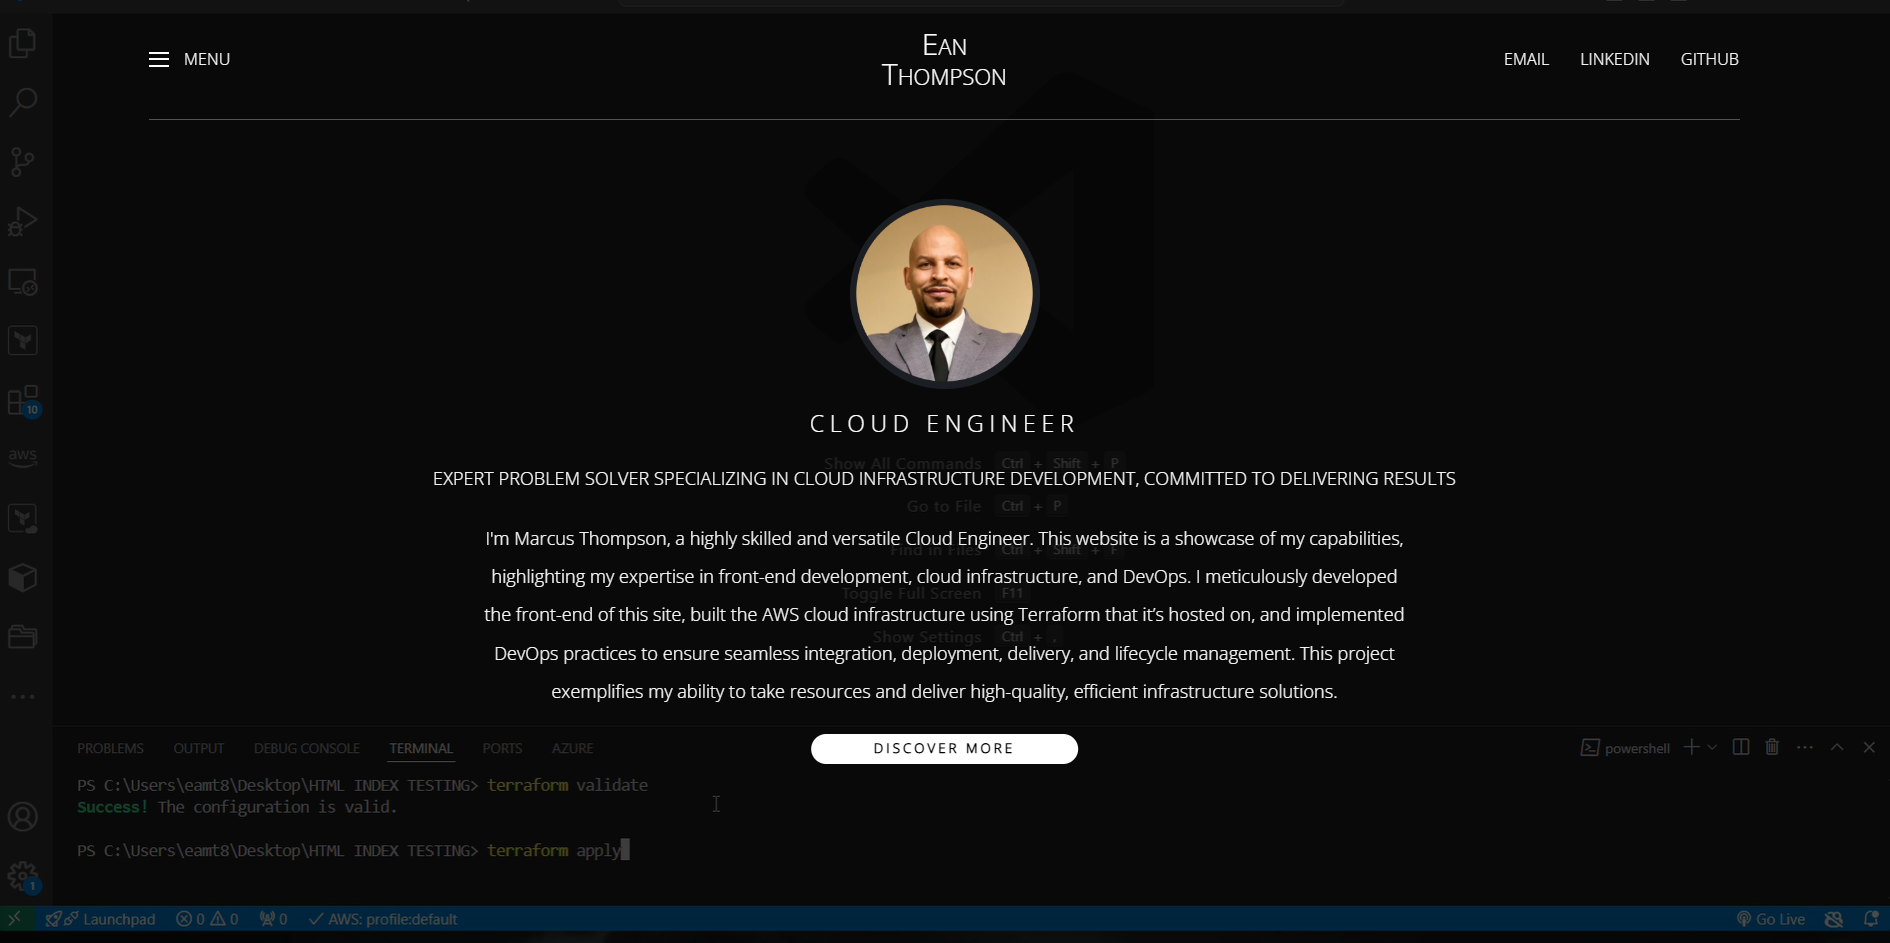 MENU
Ean
Thompson
EMAIL LINKEDIN GITHUB
CLOUD ENGINEER
Show All Commands Ctrl + Shift + P
EXPERT PROBLEM SOLVER SPECIALIZING IN CLOUD INFRASTRUCTURE DEVELOPMENT, COMMITTED TO DELIVERING RESULTS
Go to File Ctrl + P
I'm Marcus Thompson, a highly skilled and versatile Cloud Engineer. This website is a showcase of my capabilities,
Find in Files Ctrl + Shift + F
highlighting my expertise in front-end development, cloud infrastructure, and DevOps. I meticulously developed
Toggle Full Screen F11
the front-end of this site, built the AWS cloud infrastructure using Terraform that it’s hosted on, and implemented
Show Settings Ctrl + ,
DevOps practices to ensure seamless integration, deployment, delivery, and lifecycle management. This project
exemplifies my ability to take resources and deliver high-quality, efficient infrastructure solutions.
DISCOVER MORE
10
aws
PROBLEMS OUTPUT DEBUG CONSOLE TERMINAL PORTS AZURE
powershell
PS C:\Users\eamt8\Desktop\HTML INDEX TESTING> terraform validate
Success! The configuration is valid.
PS C:\Users\eamt8\Desktop\HTML INDEX TESTING> terraform apply
1
Launchpad 0 0 0 AWS: profile:default
Go Live